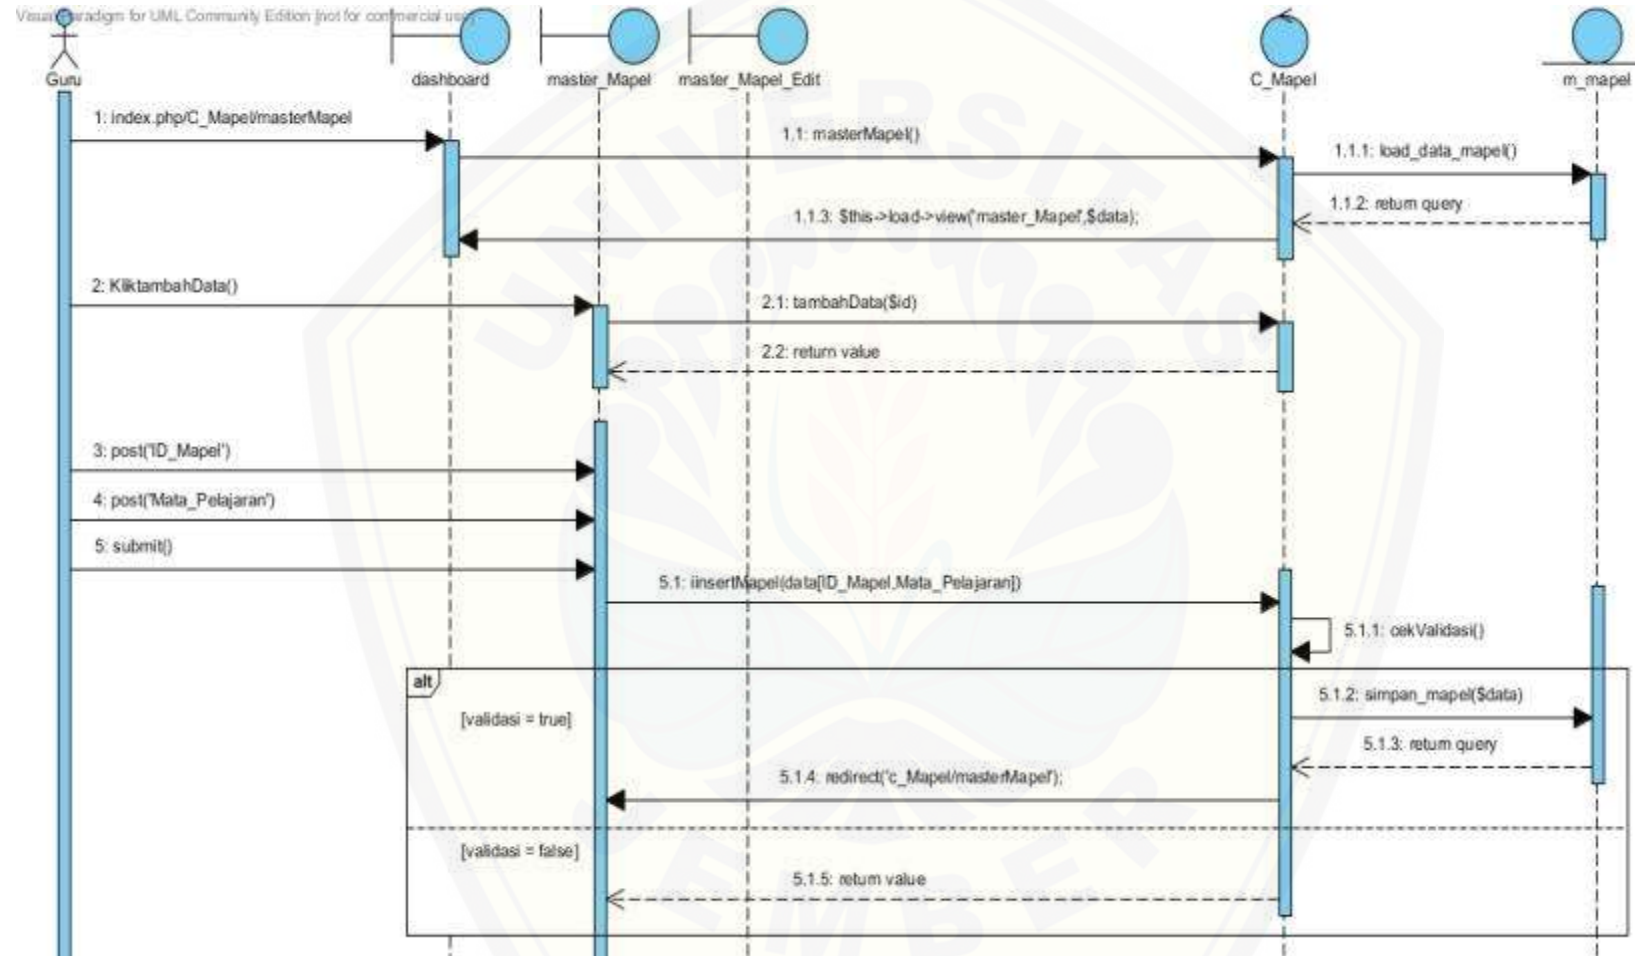 Visual Paradigm for UML Community Edition [not for commercial use]
Guru
dashboard
master_Mapel
master_Mapel_Edit
C_Mapel
m_mapel
1: index.php/C_Mapel/masterMapel
1.1: masterMapel()
1.1.1: load_data_mapel()
1.1.2: return query
1.1.3: $this->load->view("master_Mapel",$data);
2: KliktambahData()
2.1: tambahData($id)
2.2: return value
3: post('ID_Mapel')
4: post('Mata_Pelajaran')
5: submit()
5.1: iinsertMapel(data[ID_Mapel,Mata_Pelajaran])
5.1.1: cekValidasi()
alt
[validasi = true]
5.1.2: simpan_mapel($data)
5.1.3: return query
5.1.4: redirect('c_Mapel/masterMapel');
[validasi = false]
5.1.5: return value
UNIVERSITAS
JEMBER